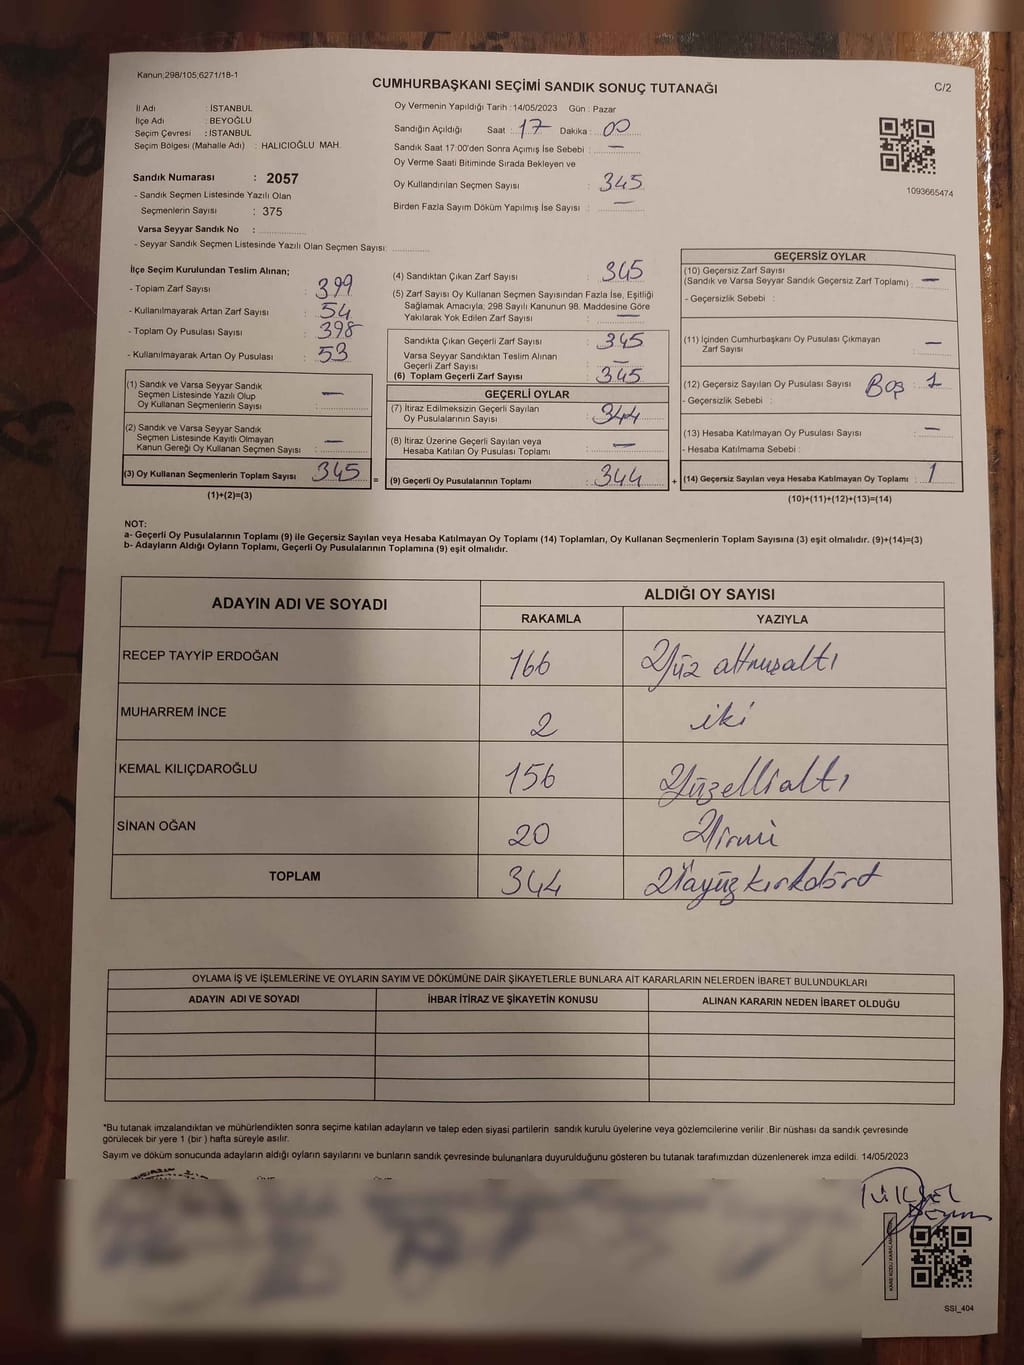 Kanun;298/105,6271/18-1
CUMHURBAŞKANI SEÇİMİ SANDIK SONUÇ TUTANAĞI
C/2
İl Adı : İSTANBUL
İlçe Adı : BEYOĞLU
Seçim Çevresi : İSTANBUL
Seçim Bölgesi (Mahalle Adı) : HALICIOĞLU MAH.
Sandık Numarası : 2057
- Sandık Seçmen Listesinde Yazılı Olan
Seçmenlerin Sayısı : 375
Varsa Seyyar Sandık No :
- Seyyar Sandık Seçmen Listesinde Yazılı Olan Seçmen Sayısı:
Oy Vermenin Yapıldığı Tarih : 14/05/2023 Gün : Pazar
Sandığın Açıldığı Saat : 17 Dakika : 00
Sandık Saat 17:00'den Sonra Açımış İse Sebebi : —
Oy Verme Saati Bitiminde Sırada Bekleyen ve
Oy Kullandırılan Seçmen Sayısı : 345
Birden Fazla Sayım Döküm Yapılmış İse Sayısı : —
1093665474
İlçe Seçim Kurulundan Teslim Alınan;
- Toplam Zarf Sayısı : 399
- Kullanılmayarak Artan Zarf Sayısı : 54
- Toplam Oy Pusulası Sayısı : 398
- Kullanılmayarak Artan Oy Pusulası : 53
(1) Sandık ve Varsa Seyyar Sandık
Seçmen Listesinde Yazılı Olup
Oy Kullanan Seçmenlerin Sayısı : —
(2) Sandık ve Varsa Seyyar Sandık
Seçmen Listesinde Kayıtlı Olmayan
Kanun Gereği Oy Kullanan Seçmen Sayısı : —
(3) Oy Kullanan Seçmenlerin Toplam Sayısı : 345 =
(1)+(2)=(3)
(4) Sandıktan Çıkan Zarf Sayısı : 345
(5) Zarf Sayısı Oy Kullanan Seçmen Sayısından Fazla İse, Eşitliği
Sağlamak Amacıyla; 298 Sayılı Kanunun 98. Maddesine Göre
Yakılarak Yok Edilen Zarf Sayısı : —
Sandıkta Çıkan Geçerli Zarf Sayısı : 345
Varsa Seyyar Sandıktan Teslim Alınan
Geçerli Zarf Sayısı : —
(6) Toplam Geçerli Zarf Sayısı : 345
GEÇERLİ OYLAR
(7) İtiraz Edilmeksizin Geçerli Sayılan
Oy Pusulalarının Sayısı : 344
(8) İtiraz Üzerine Geçerli Sayılan veya
Hesaba Katılan Oy Pusulası Toplamı : —
(9) Geçerli Oy Pusulalarının Toplamı : 344 +
GEÇERSİZ OYLAR
(10) Geçersiz Zarf Sayısı
(Sandık ve Varsa Seyyar Sandık Geçersiz Zarf Toplamı) : —
- Geçersizlik Sebebi :
(11) İçinden Cumhurbaşkanı Oy Pusulası Çıkmayan
Zarf Sayısı : —
(12) Geçersiz Sayılan Oy Pusulası Sayısı : Boş 1
- Geçersizlik Sebebi :
(13) Hesaba Katılmayan Oy Pusulası Sayısı : —
- Hesaba Katılmama Sebebi :
(14) Geçersiz Sayılan veya Hesaba Katılmayan Oy Toplamı : 1
(10)+(11)+(12)+(13)=(14)
NOT:
a- Geçerli Oy Pusulalarının Toplamı (9) ile Geçersiz Sayılan veya Hesaba Katılmayan Oy Toplamı (14) Toplamları, Oy Kullanan Seçmenlerin Toplam Sayısına (3) eşit olmalıdır. (9)+(14)=(3)
b- Adayların Aldığı Oyların Toplamı, Geçerli Oy Pusulalarının Toplamına (9) eşit olmalıdır.
ADAYIN ADI VE SOYADI
ALDIĞI OY SAYISI
RAKAMLA YAZIYLA
RECEP TAYYİP ERDOĞAN 166 Yüz altmışaltı
MUHARREM İNCE 2 iki
KEMAL KILIÇDAROĞLU 156 Yüzellialtı
SİNAN OĞAN 20 Yirmi
TOPLAM 344 Üçyüzkırkdört
OYLAMA İŞ VE İŞLEMLERİNE VE OYLARIN SAYIM VE DÖKÜMÜNE DAİR ŞİKAYETLERLE BUNLARA AİT KARARLARIN NELERDEN İBARET BULUNDUKLARI
ADAYIN ADI VE SOYADI İHBAR İTİRAZ VE ŞİKAYETİN KONUSU ALINAN KARARIN NEDEN İBARET OLDUĞU
*Bu tutanak imzalandıktan ve mühürlendikten sonra seçime katılan adayların ve talep eden siyasi partilerin sandık kurulu üyelerine veya gözlemcilerine verilir .Bir nüshası da sandık çevresinde
görülecek bir yere 1 (bir ) hafta süreyle asılır.
Sayım ve döküm sonucunda adayların aldığı oyların sayılarını ve bunların sandık çevresinde bulunanlara duyurulduğunu gösteren bu tutanak tarafımızdan düzenlenerek imza edildi. 14/05/2023
SSI_404